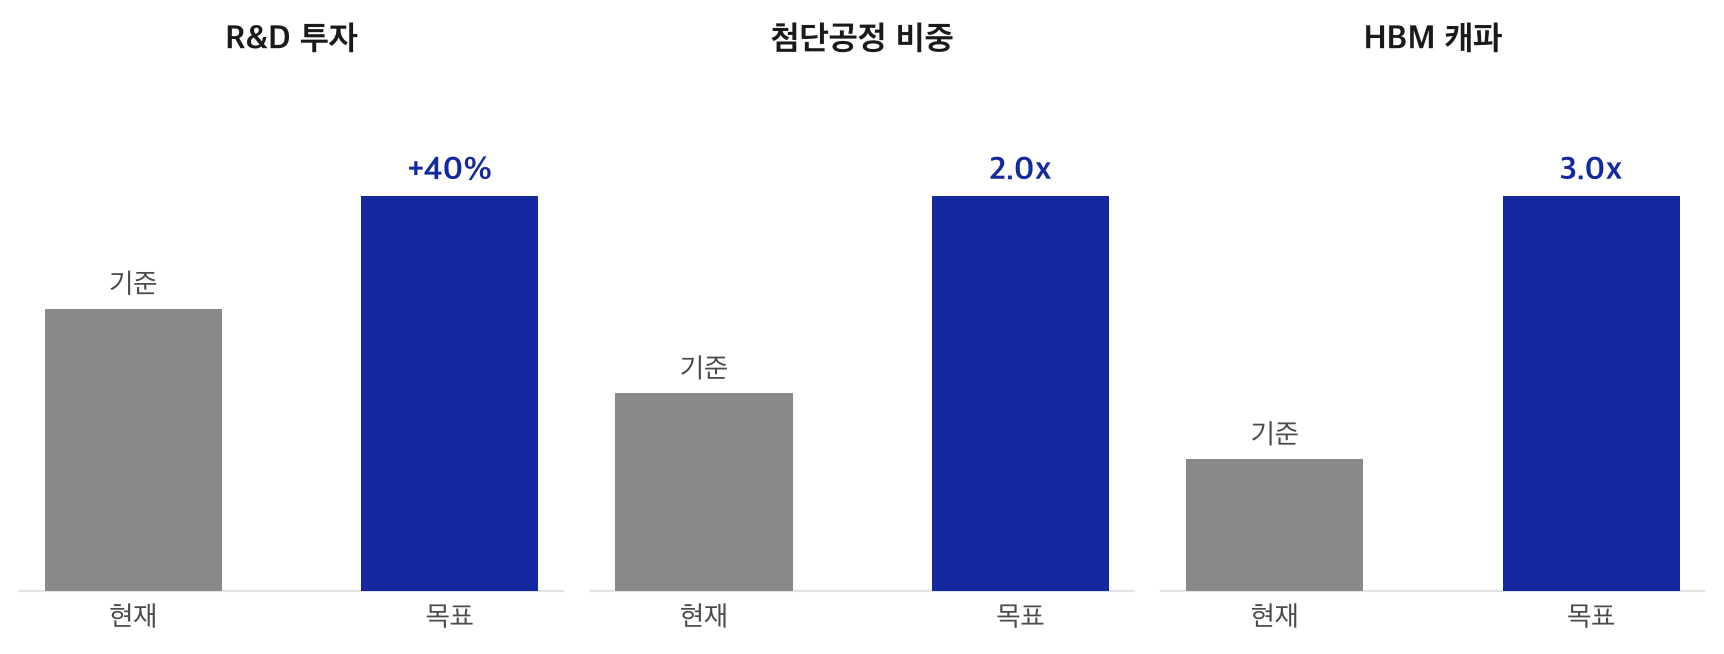 R&D 투자
+40%
기준
현재
목표
첨단공정 비중
2.0x
기준
현재
목표
HBM 캐파
3.0x
기준
현재
목표